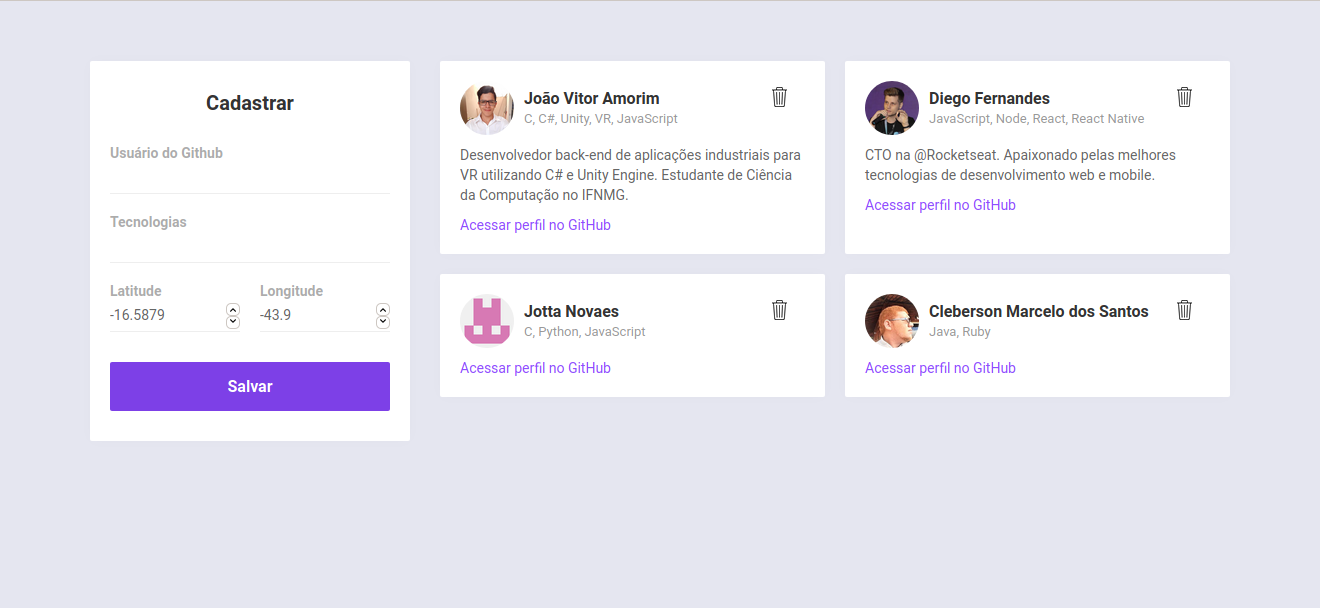 Cadastrar
Usuário do Github
Tecnologias
Latitude
Longitude
-16.5879
-43.9
Salvar
João Vitor Amorim
C, C#, Unity, VR, JavaScript
Desenvolvedor back-end de aplicações industriais para
VR utilizando C# e Unity Engine. Estudante de Ciência
da Computação no IFNMG.
Acessar perfil no GitHub
Diego Fernandes
JavaScript, Node, React, React Native
CTO na @Rocketseat. Apaixonado pelas melhores
tecnologias de desenvolvimento web e mobile.
Acessar perfil no GitHub
Jotta Novaes
C, Python, JavaScript
Acessar perfil no GitHub
Cleberson Marcelo dos Santos
Java, Ruby
Acessar perfil no GitHub